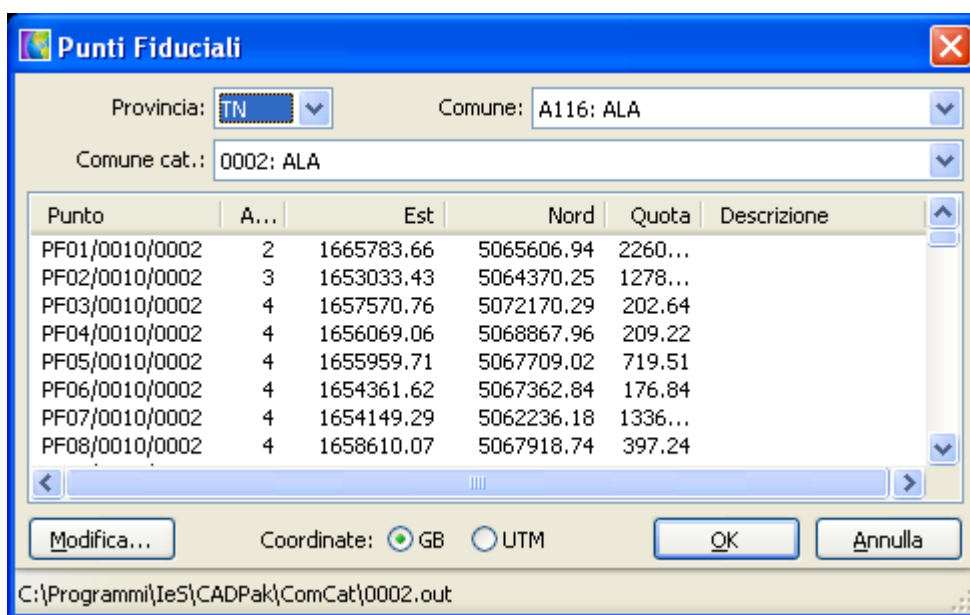 Punti Fiduciali
Provincia: TN Comune: A116: ALA
Comune cat.: 0002: ALA
Punto A... Est Nord Quota Descrizione
PF01/0010/0002 2 1665783.66 5065606.94 2260...
PF02/0010/0002 3 1653033.43 5064370.25 1278...
PF03/0010/0002 4 1657570.76 5072170.29 202.64
PF04/0010/0002 4 1656069.06 5068867.96 209.22
PF05/0010/0002 4 1655959.71 5067709.02 719.51
PF06/0010/0002 4 1654361.62 5067362.84 176.84
PF07/0010/0002 4 1654149.29 5062236.18 1336...
PF08/0010/0002 4 1658610.07 5067918.74 397.24
Modifica... Coordinate: GB UTM OK Annulla
C:\Programmi\IeS\CADPak\ComCat\0002.out